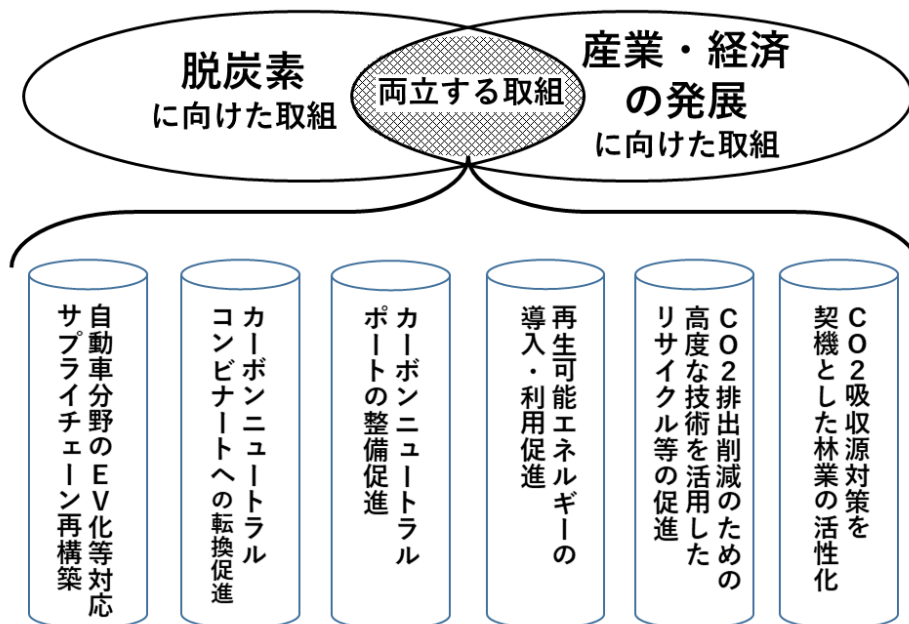 脱炭素
に向けた取組
両立する取組
産業・経済
の発展
に向けた取組
自動車分野のEV化等対応
サプライチェーン再構築
カーボンニュートラル
コンビナートへの転換促進
カーボンニュートラル
ポートの整備促進
再生可能エネルギーの
導入・利用促進
CO2排出削減のための
高度な技術を活用した
リサイクル等の促進
CO2吸収源対策を
契機とした林業の活性化